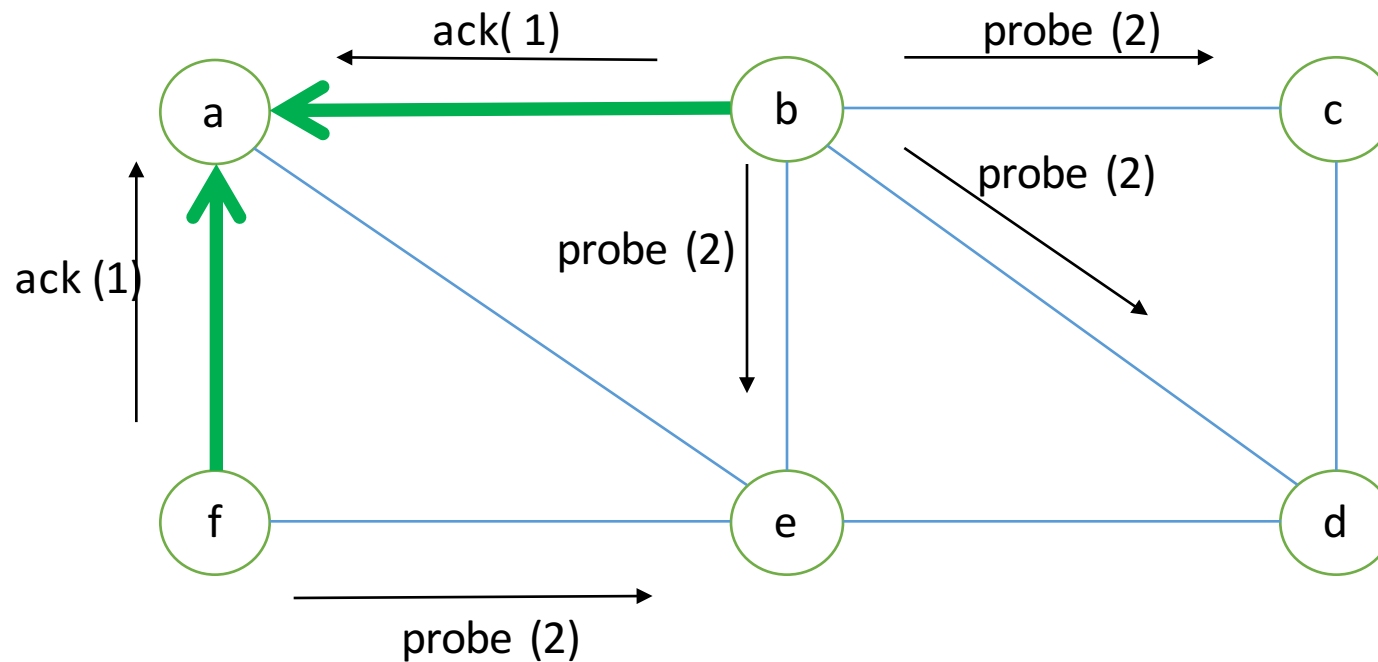 ack( 1)
probe (2)
a
b
c
probe (2)
probe (2)
ack (1)
f
e
d
probe (2)